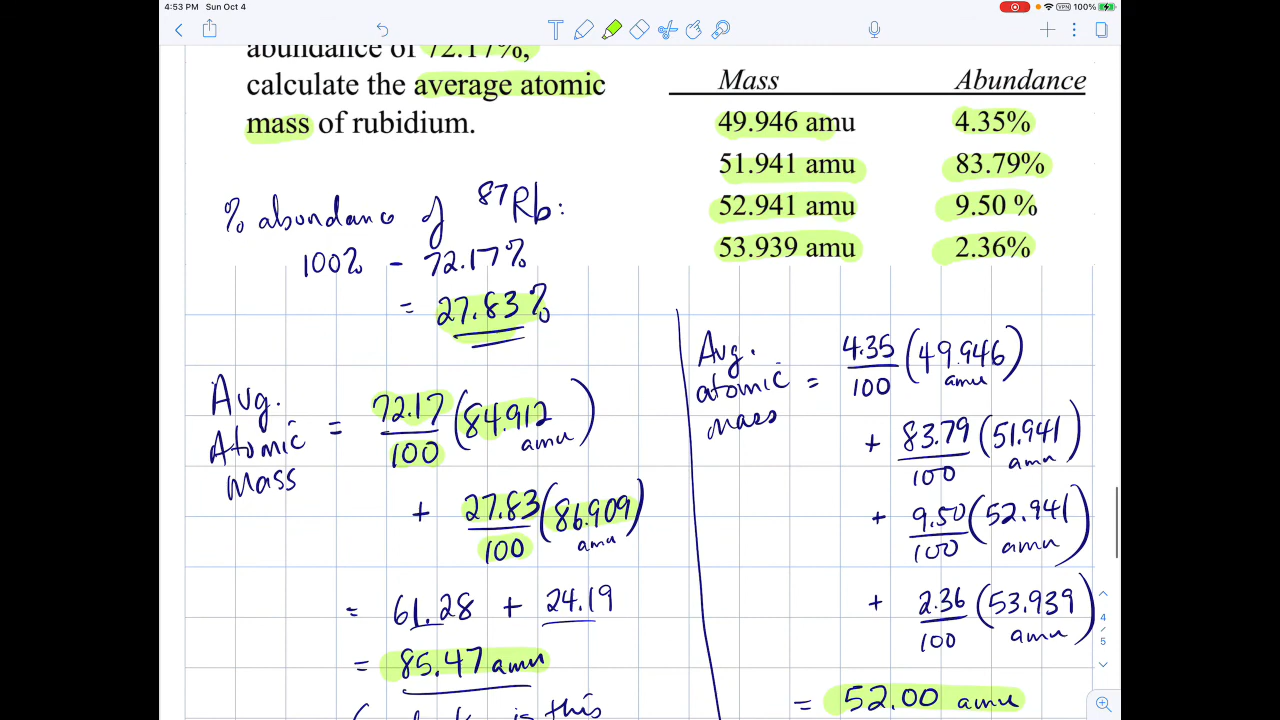 4:53 PM Sun Oct 4
VPN 100%
T
abundance of 72.17%,
calculate the average atomic
mass of rubidium.
% abundance of 87Rb:
100% - 72.17%
= 27.83%
Avg.
Atomic
Mass
= 72.17/100 (84.912 amu)
+ 27.83/100 (86.909 amu)
= 61.28 + 24.19
= 85.47 amu
is this
Mass Abundance
49.946 amu 4.35%
51.941 amu 83.79%
52.941 amu 9.50 %
53.939 amu 2.36%
Avg.
atomic
mass
= 4.35/100 (49.946 amu)
+ 83.79/100 (51.941 amu)
+ 9.50/100 (52.941 amu)
+ 2.36/100 (53.939 amu)
= 52.00 amu
4
/
5